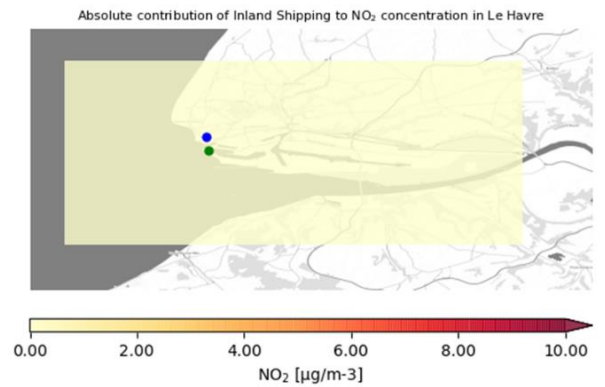 Absolute contribution of Inland Shipping to NO₂ concentration in Le Havre
0.00 2.00 4.00 6.00 8.00 10.00
NO₂ [µg/m-3]